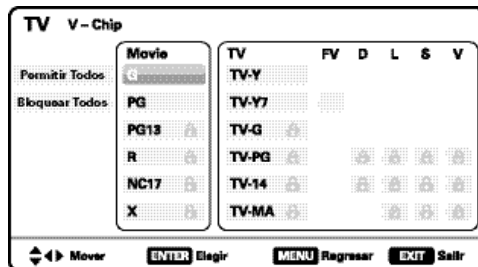 TV V - Chip
Movie TV FV D L S V
Permitir Todos G TV-Y
Bloquear Todos PG TV-Y7
PG13 TV-G
R TV-PG
NC17 TV-14
X TV-MA
Mover ENTER Elegir MENU Regresar EXIT Salir